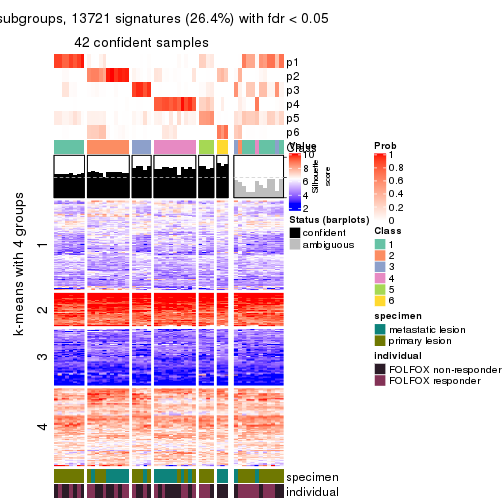 subgroups, 13721 signatures (26.4%) with fdr < 0.05
42 confident samples
p1
p2
p3
p4
p5
p6
Class
Silhouette
score
k-means with 4 groups
1
2
3
4
specimen
individual
Value
10
8
6
4
2
Status (barplots)
confident
ambiguous
Prob
1
0.8
0.6
0.4
0.2
0
Class
1
2
3
4
5
6
specimen
metastatic lesion
primary lesion
individual
FOLFOX non-responder
FOLFOX responder